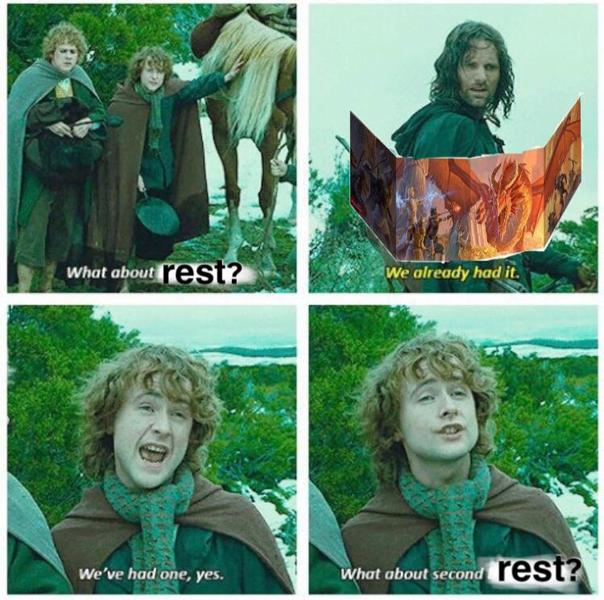 What about rest?
We already had it.
We've had one, yes.
What about second rest?